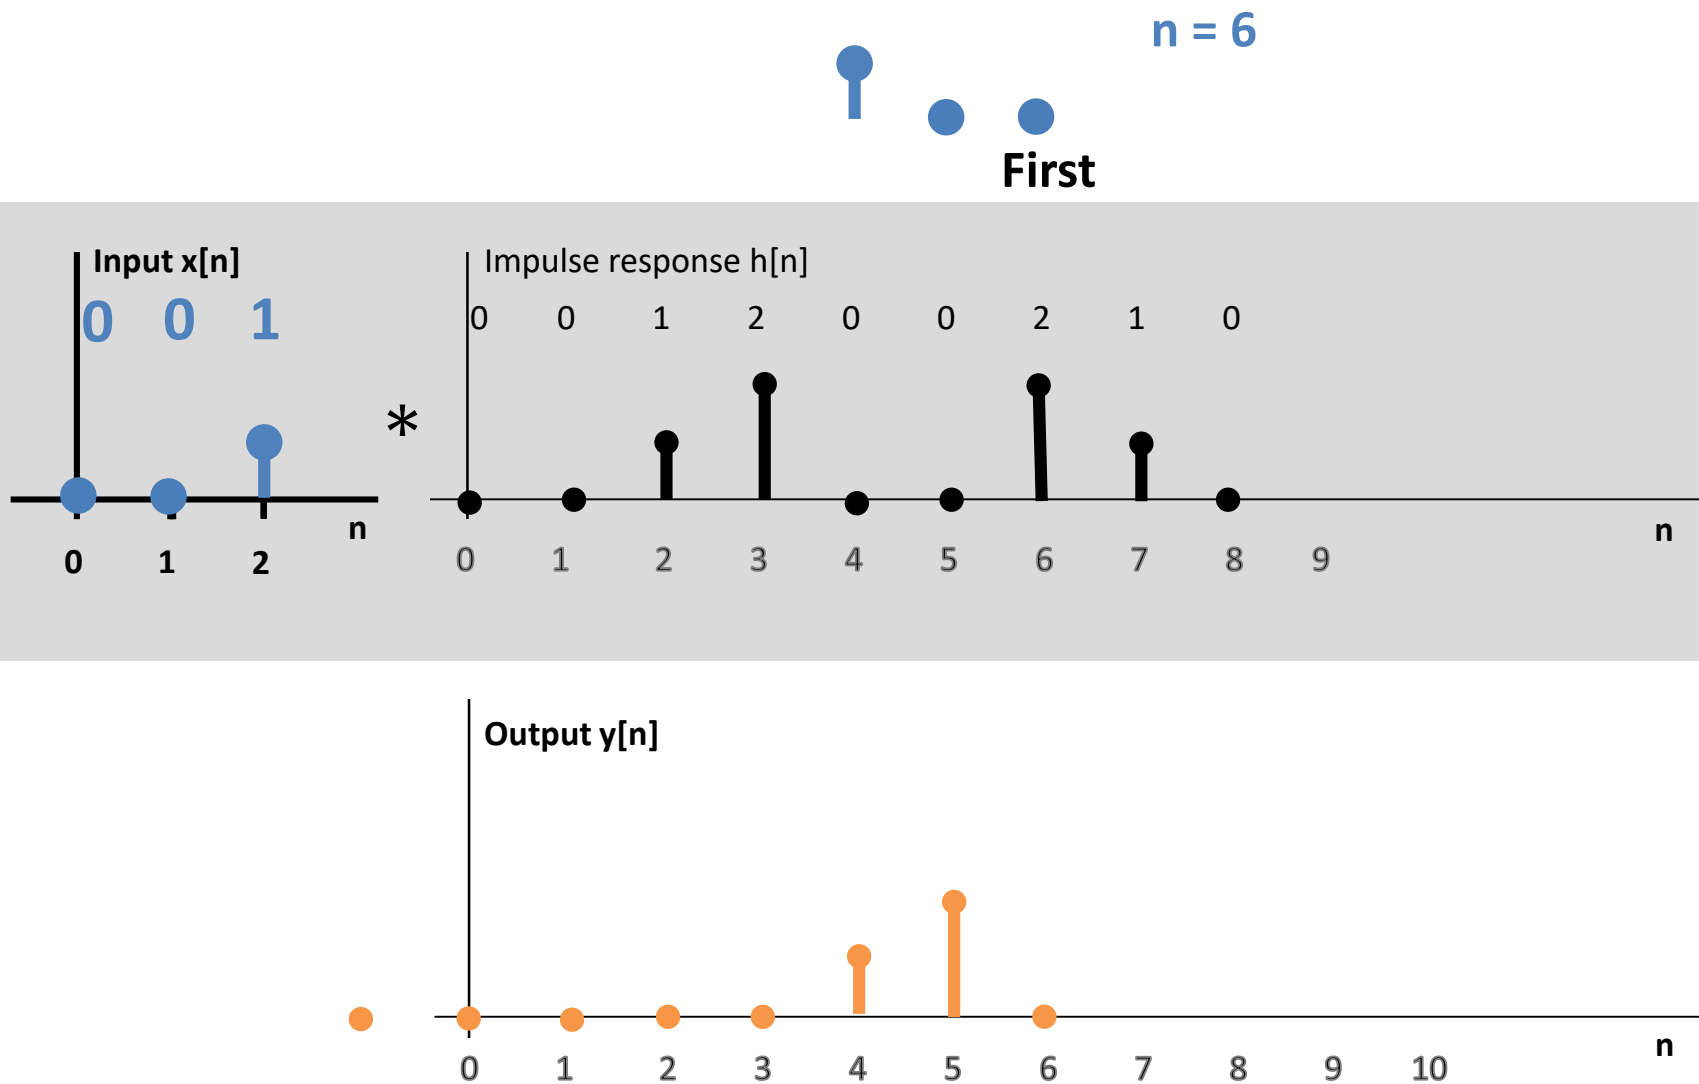 n = 6
First
Input x[n]
0 0 1
Impulse response h[n]
0 0 1 2 0 0 2 1 0
*
n
0 1 2
n
0 1 2 3 4 5 6 7 8 9
Output y[n]
n
0 1 2 3 4 5 6 7 8 9 10